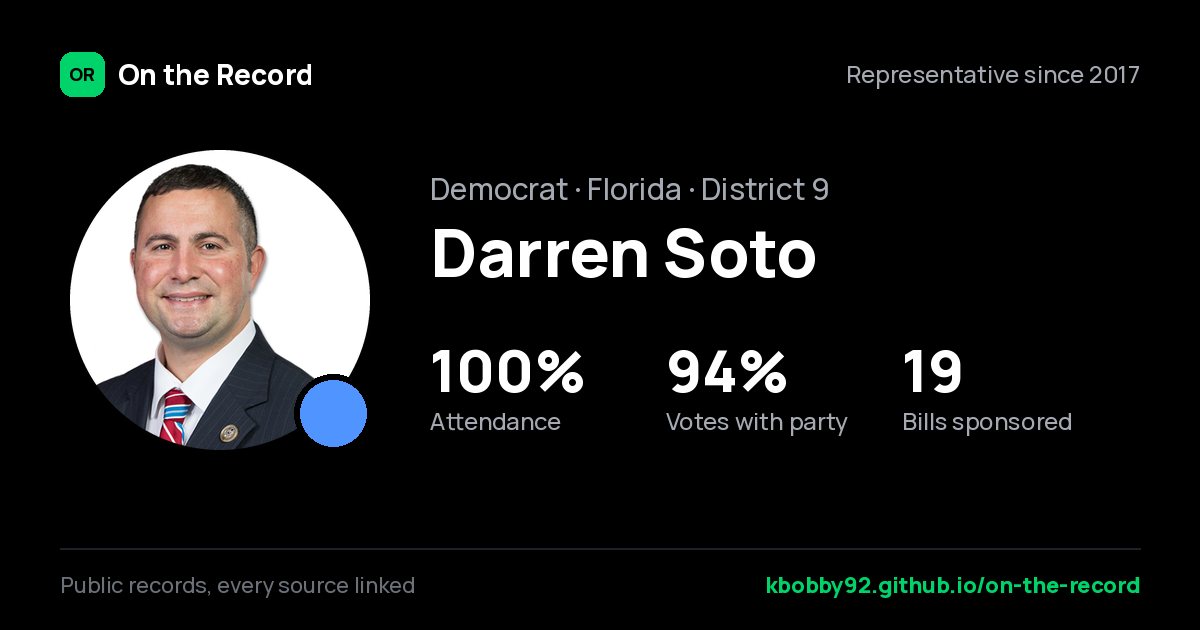 OR On the Record
Representative since 2017
Democrat · Florida · District 9
Darren Soto
100% 94% 19
Attendance Votes with party Bills sponsored
Public records, every source linked
kbobby92.github.io/on-the-record